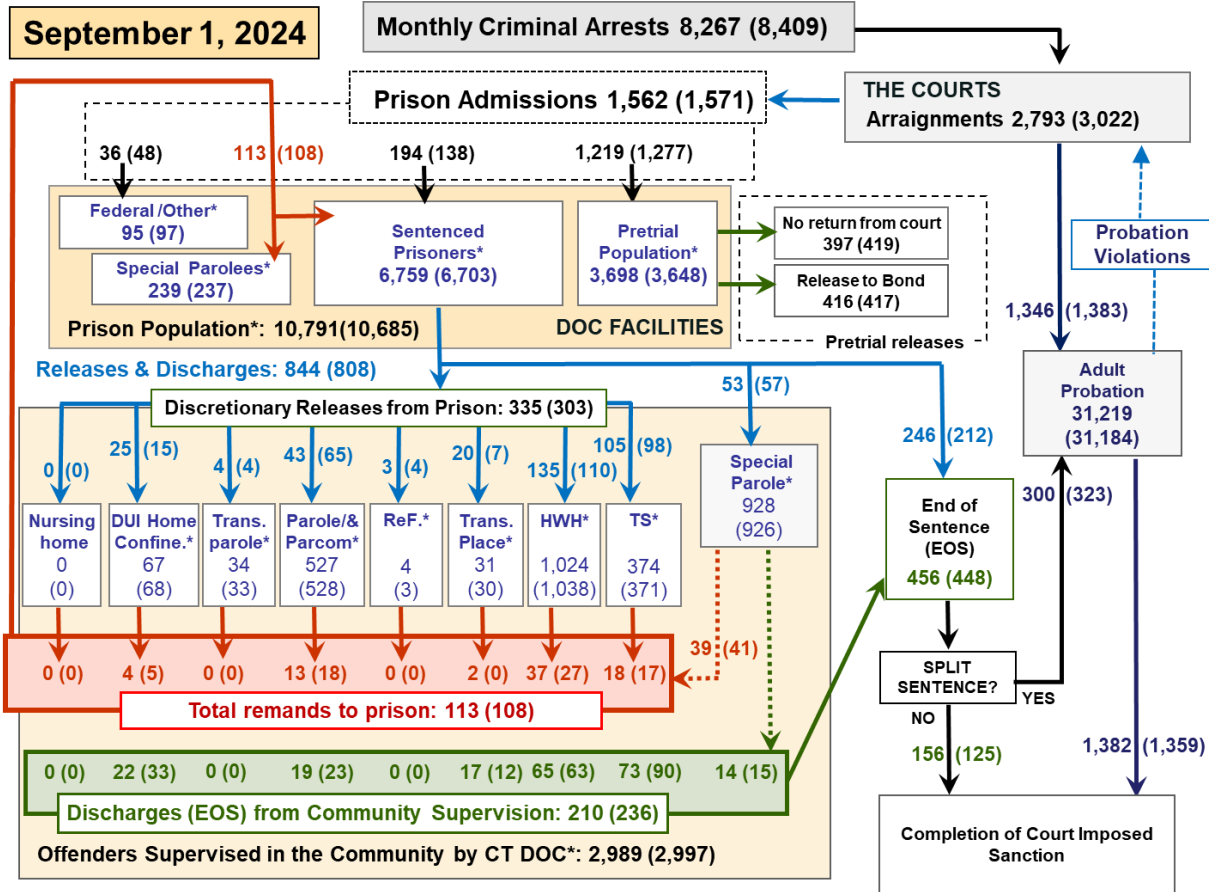 September 1, 2024
Monthly Criminal Arrests 8,267 (8,409)
Prison Admissions 1,562 (1,571)
THE COURTS
Arraignments 2,793 (3,022)
36 (48)
113 (108)
194 (138)
1,219 (1,277)
Federal /Other*
95 (97)
Special Parolees*
239 (237)
Sentenced
Prisoners*
6,759 (6,703)
Pretrial
Population*
3,698 (3,648)
No return from court
397 (419)
Release to Bond
416 (417)
Pretrial releases
Probation
Violations
Prison Population*: 10,791(10,685)
DOC FACILITIES
1,346 (1,383)
Releases & Discharges: 844 (808)
Adult
Probation
31,219
(31,184)
Discretionary Releases from Prison: 335 (303)
53 (57)
246 (212)
0 (0)
25 (15)
4 (4)
43 (65)
3 (4)
20 (7)
135 (110)
105 (98)
300 (323)
Nursing
home
0
(0)
DUI Home
Confine.*
67
(68)
Trans.
parole*
34
(33)
Parole/&
Parcom*
527
(528)
ReF.*
4
(3)
Trans.
Place*
31
(30)
HWH*
1,024
(1,038)
TS*
374
(371)
Special
Parole*
928
(926)
End of
Sentence
(EOS)
456 (448)
39 (41)
0 (0)
4 (5)
0 (0)
13 (18)
0 (0)
2 (0)
37 (27)
18 (17)
Total remands to prison: 113 (108)
SPLIT
SENTENCE?
YES
NO
156 (125)
1,382 (1,359)
0 (0)
22 (33)
0 (0)
19 (23)
0 (0)
17 (12)
65 (63)
73 (90)
14 (15)
Discharges (EOS) from Community Supervision: 210 (236)
Offenders Supervised in the Community by CT DOC*: 2,989 (2,997)
Completion of Court Imposed
Sanction